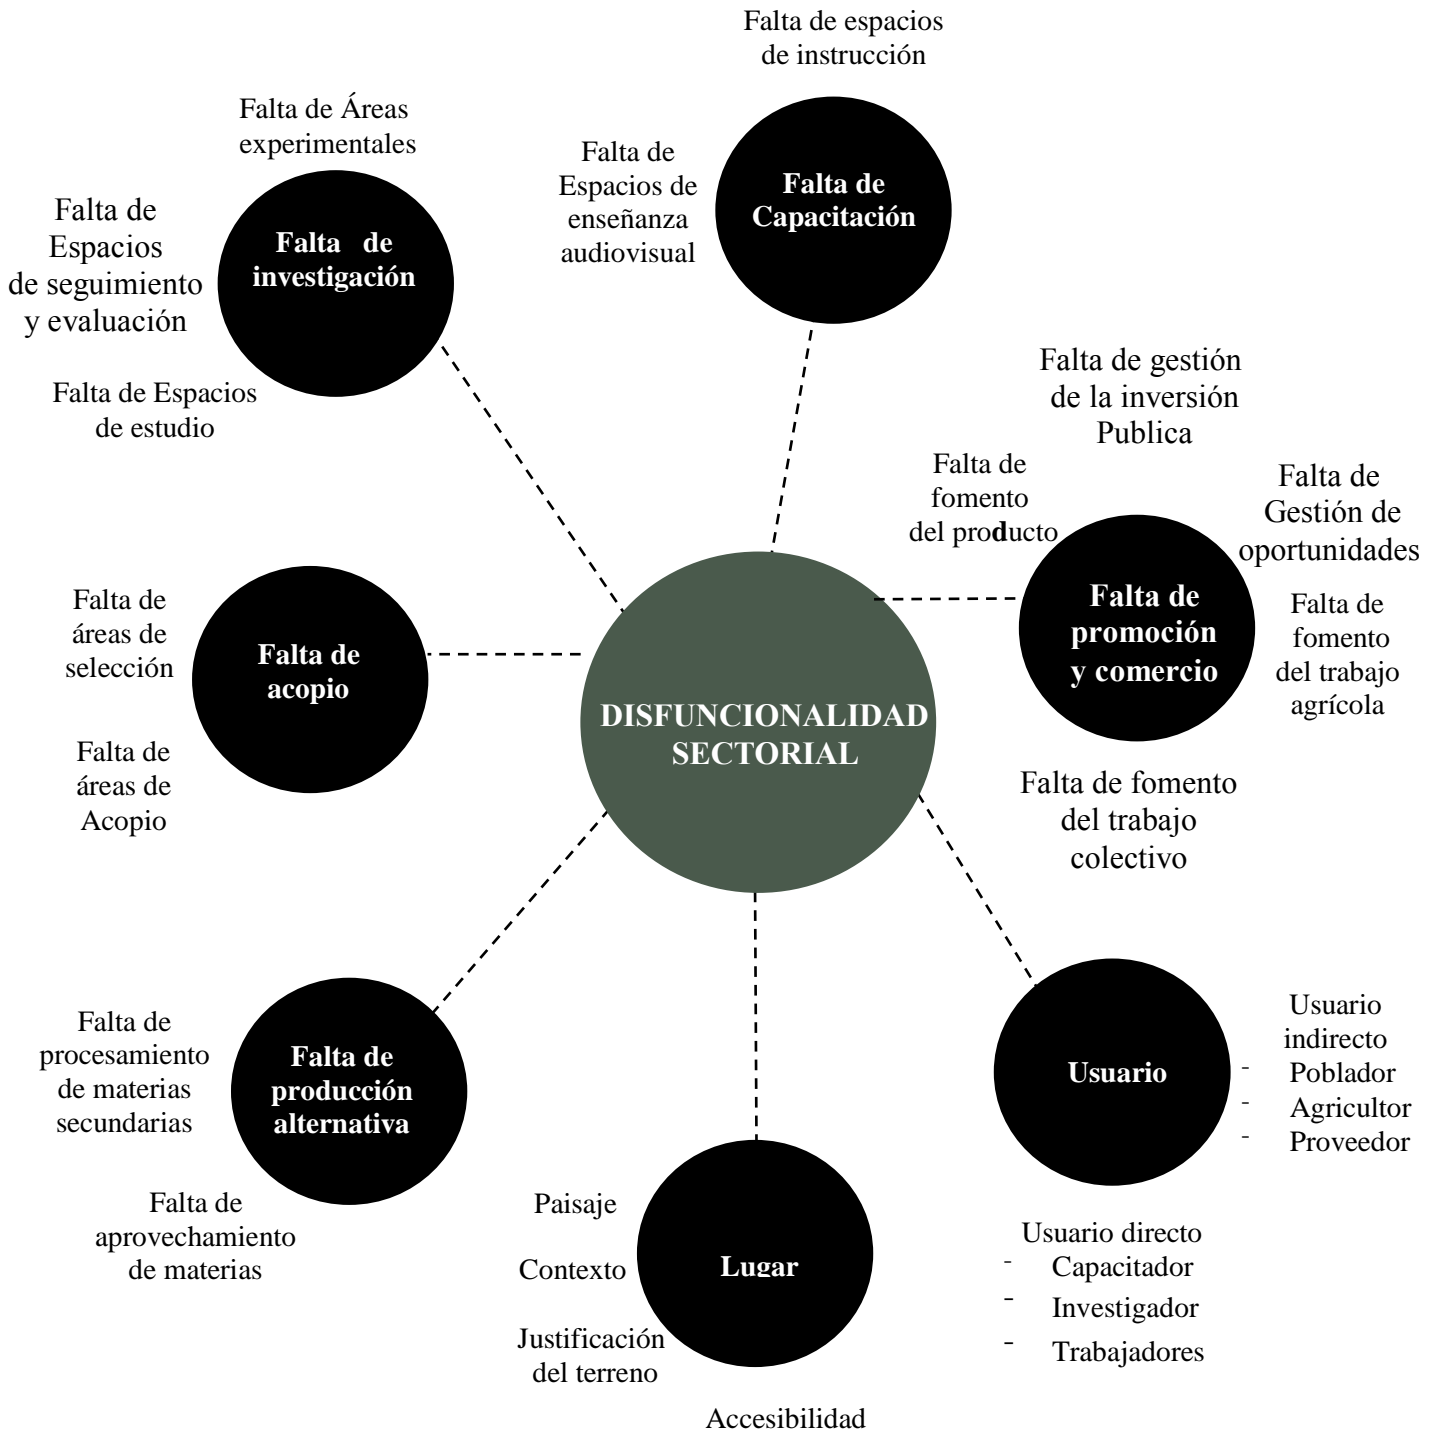 Falta de espacios
de instrucción
Falta de
Espacios de
enseñanza
audiovisual
Falta de
Capacitación
Falta de Áreas
experimentales
Falta de
Espacios
de seguimiento
y evaluación
Falta de
investigación
Falta de Espacios
de estudio
Falta de gestión
de la inversión
Publica
Falta de
fomento
del producto
Falta de
Gestión de
oportunidades
Falta de
promoción
y comercio
Falta de
fomento
del trabajo
agrícola
Falta de fomento
del trabajo
colectivo
Falta de
áreas de
selección
Falta de
acopio
Falta de
áreas de
Acopio
DISFUNCIONALIDAD
SECTORIAL
Falta de
procesamiento
de materias
secundarias
Falta de
producción
alternativa
Falta de
aprovechamiento
de materias
Usuario
Usuario
indirecto
- Poblador
- Agricultor
- Proveedor
Usuario directo
- Capacitador
- Investigador
- Trabajadores
Paisaje
Contexto
Lugar
Justificación
del terreno
Accesibilidad